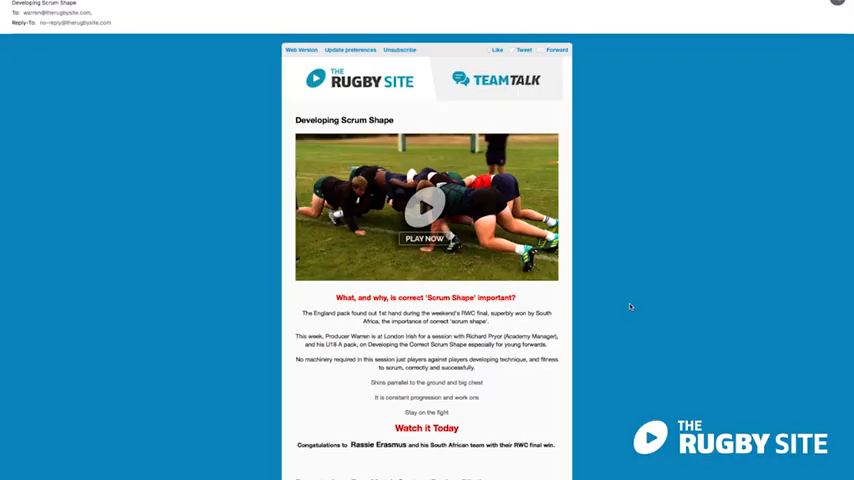 Developing Scrum Shape
To: warren@therugbysite.com,
Reply-To: no-reply@therugbysite.com
Web Version Update preferences Unsubscribe Like Tweet Forward
THE RUGBY SITE
TEAMTALK
Developing Scrum Shape
PLAY NOW
What, and why, is correct 'Scrum Shape' important?
The England pack found out 1st hand during the weekend's RWC final, superbly won by South
Africa, the importance of correct 'scrum shape'.
This week, Producer Warren is at London Irish for a session with Richard Pryor (Academy Manager),
and his U18 A pack, on Developing the Correct Scrum Shape especially for young forwards.
No machinery required in this session just players against players developing technique, and fitness
to scrum, correctly and successfully.
Shins parrallel to the ground and big chest
It is constant progression and work ons
Stay on the fight
Watch it Today
Congatulations to Rassie Erasmus and his South African team with their RWC final win.
THE
RUGBY SITE